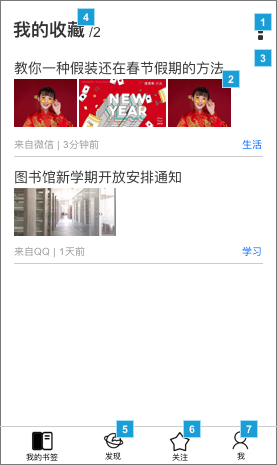 我的收藏 /2
4
1
3
教你一种假装还在春节假期的方法
2
NEW
YEAR
来自微信 | 3分钟前
生活
图书馆新学期开放安排通知
来自QQ | 1天前
学习
5
6
7
我的书签
发现
关注
我